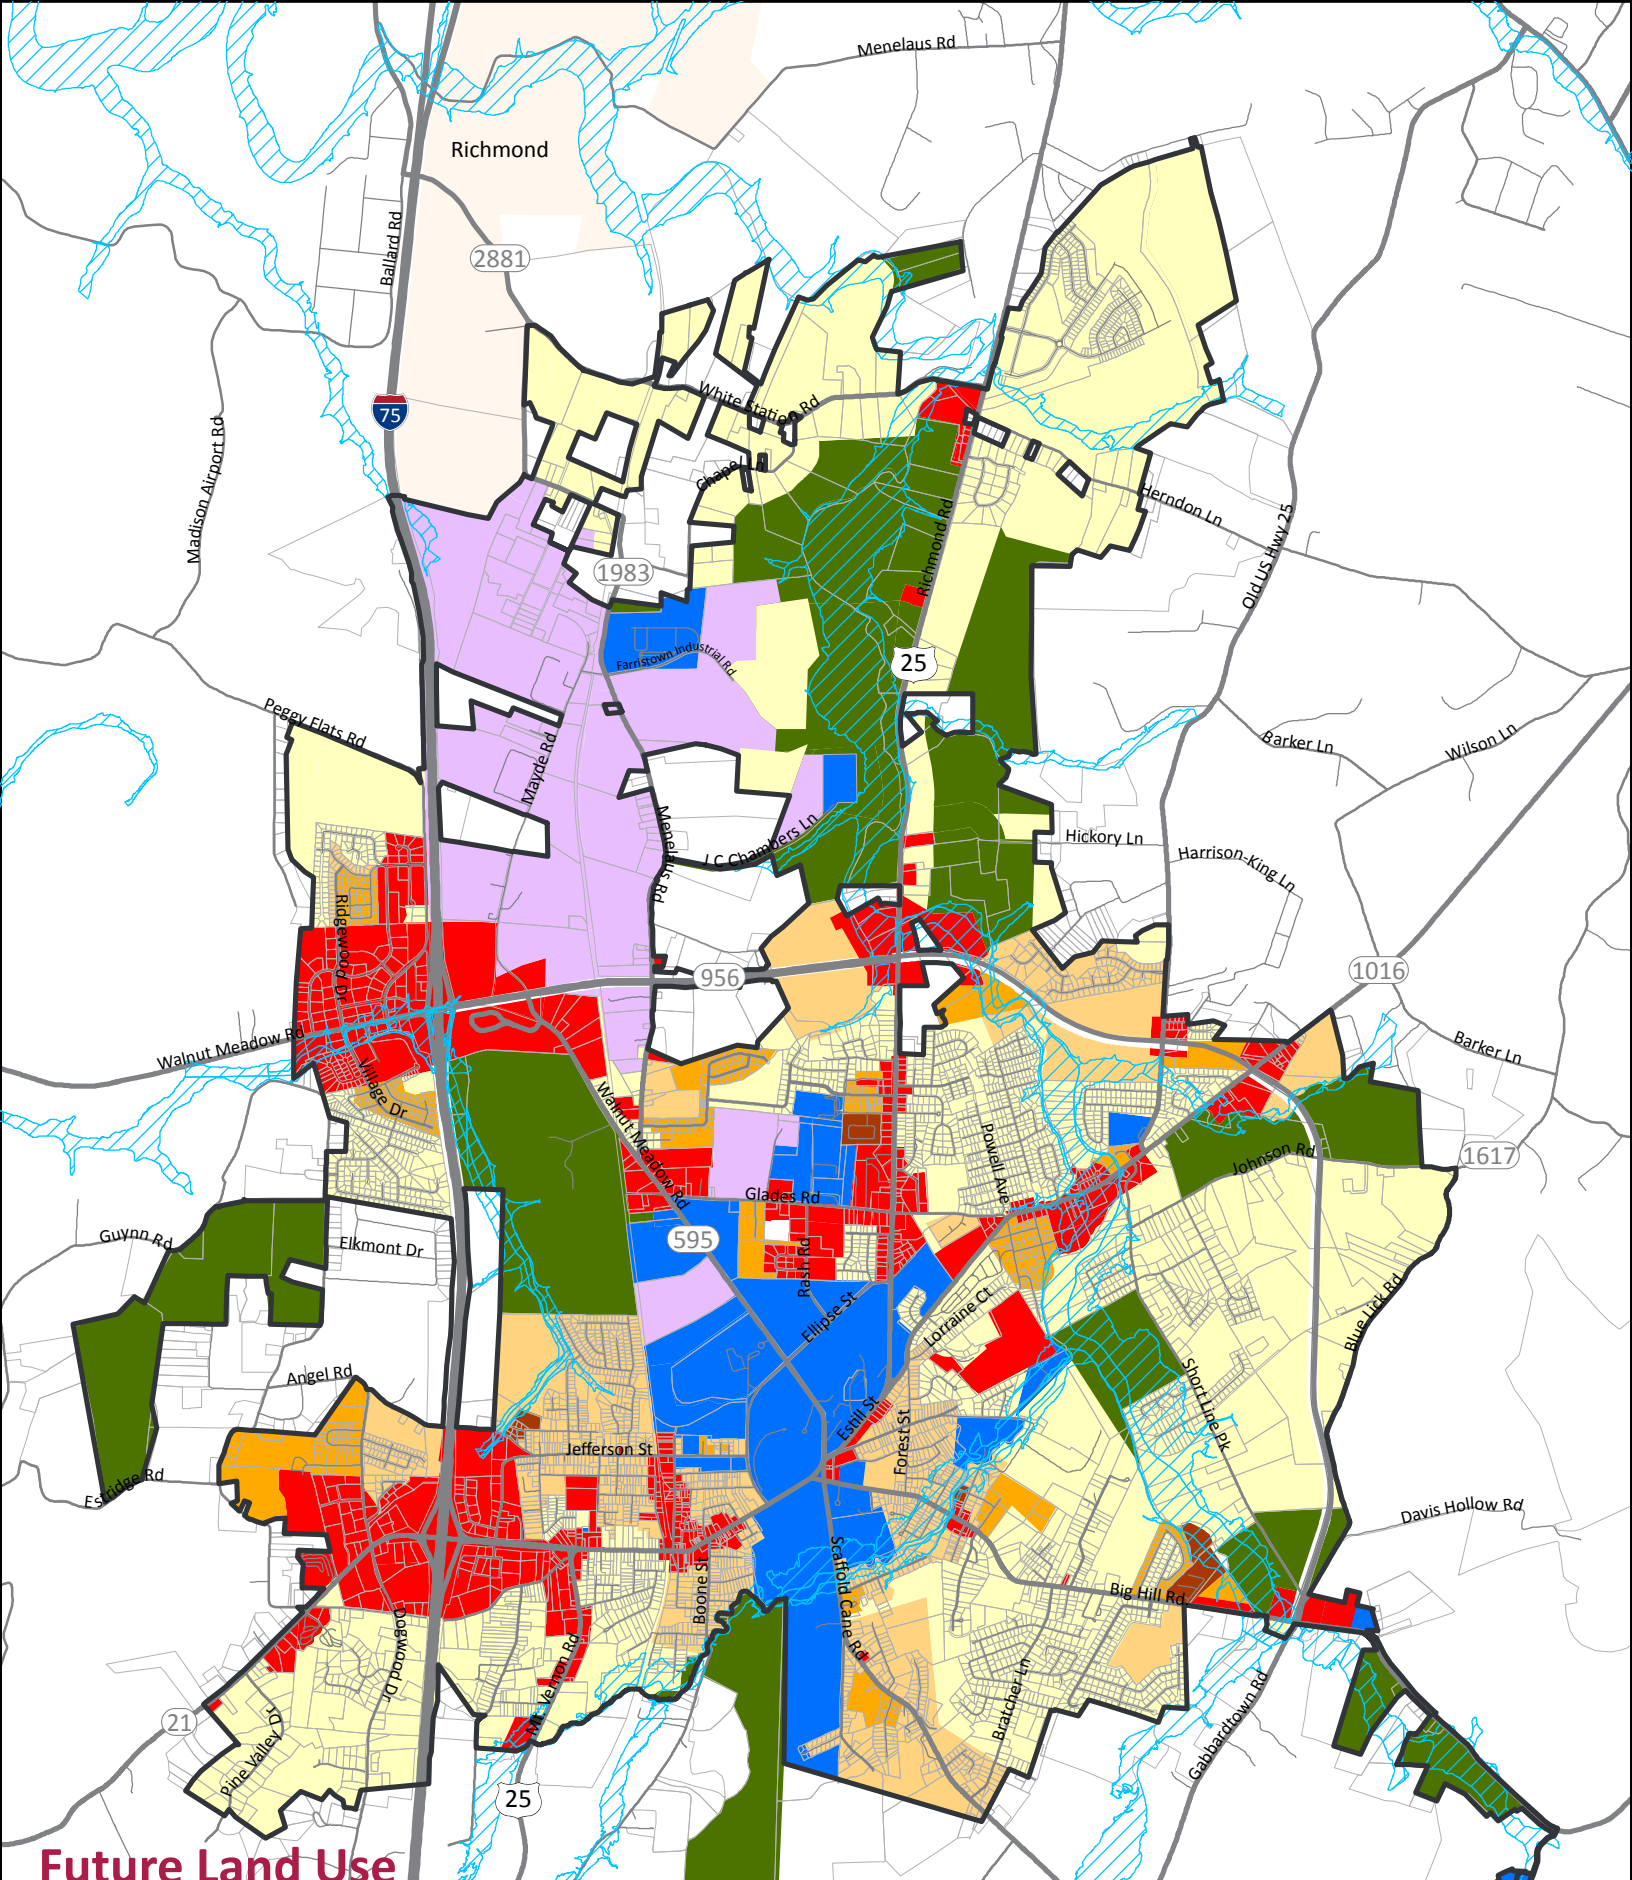 Menelaus Rd
Richmond
Ballard Rd
2881
White Station Rd
75
Madison Airport Rd
Chapel Ln
Herndon Ln
Richmond Rd
Old US Hwy 25
1983
Farristown Industrial Rd
25
Peggy Flats Rd
Mayde Rd
Barker Ln
Wilson Ln
Menelaus Rd
J C Chambers Ln
Hickory Ln
Harrison-King Ln
Ridgewood Dr
956
1016
Walnut Meadow Rd
Barker Ln
Village Dr
Walnut Meadow Rd
Powell Ave
Johnson Rd
1617
Glades Rd
Guynn Rd
Elkmont Dr
595
Rash Rd
Ellipse St
Lorraine Ct
Blue Lick Rd
Short Line Pk
Angel Rd
Estill St
Forest St
Jefferson St
Estridge Rd
Davis Hollow Rd
Scaffold Cane Rd
Boone St
Big Hill Rd
Dogwood Dr
Mt. Vernon Rd
Bratcher Ln
Gabbardtown Rd
21
Pine Valley Dr
25
Future Land Use